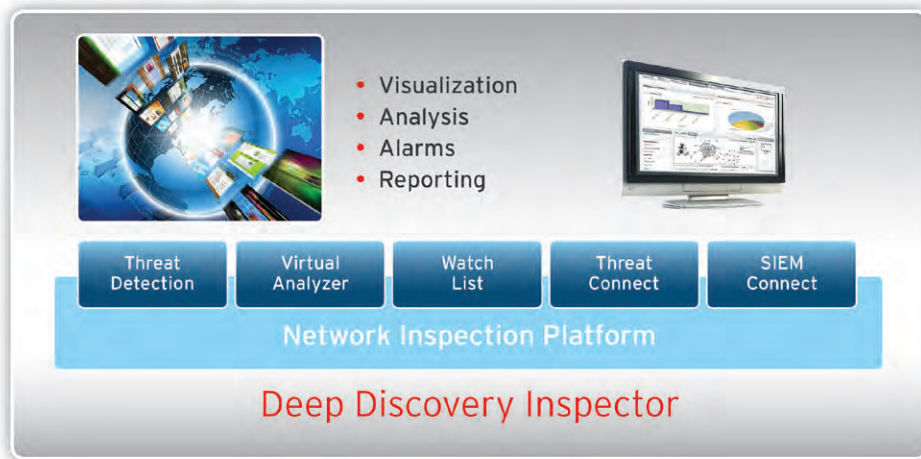 • Visualization
• Analysis
• Alarms
• Reporting
Threat
Detection
Virtual
Analyzer
Watch
List
Threat
Connect
SIEM
Connect
Network Inspection Platform
Deep Discovery Inspector